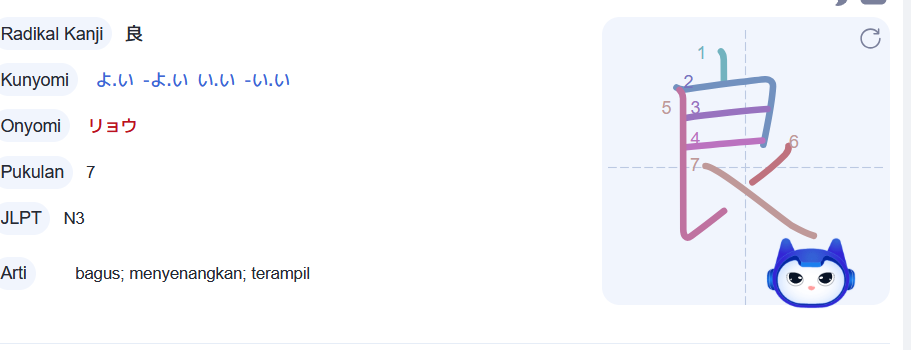 Radikal Kanji 良
Kunyomi よ.い -よ.い い.い -い.い
Onyomi リョウ
Pukulan 7
JLPT N3
Arti bagus; menyenangkan; terampil
1
2
5 3
4 6
7